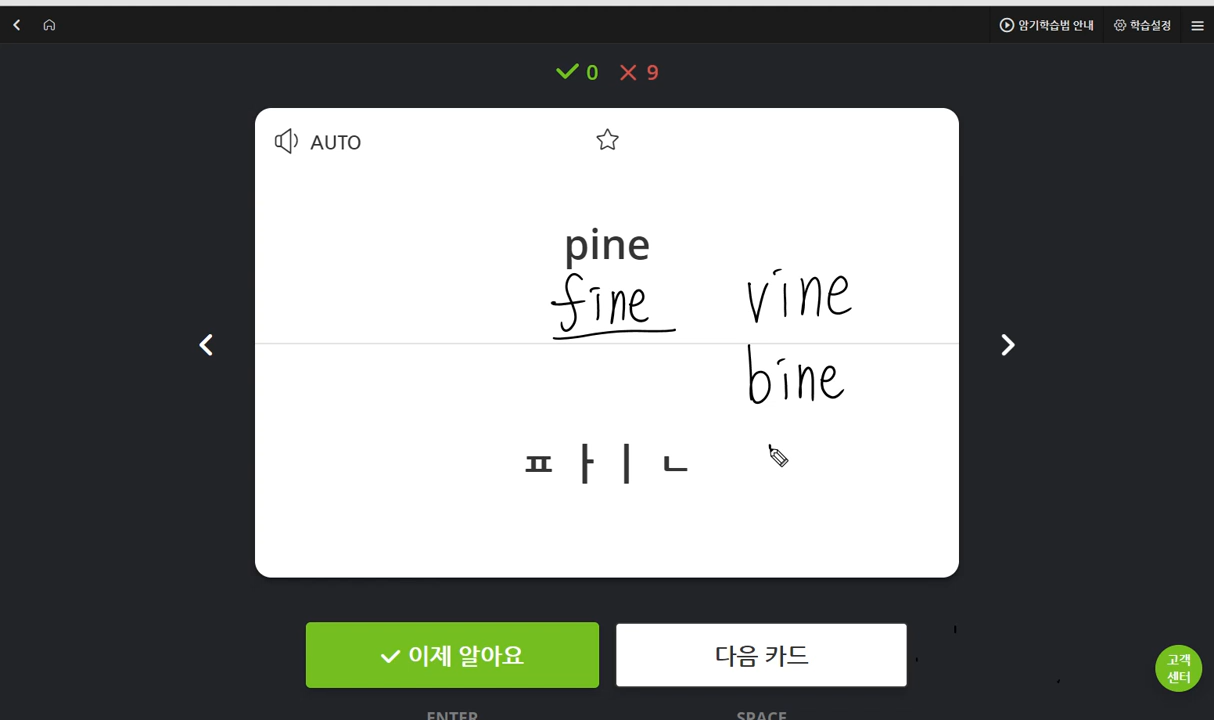 암기학습법 안내
학습설정
0
9
AUTO
pine
fine
vine
bine
ㅍ ㅏ ㅣ ㄴ
이제 알아요
다음 카드
고객
센터
ENTER
SPACE